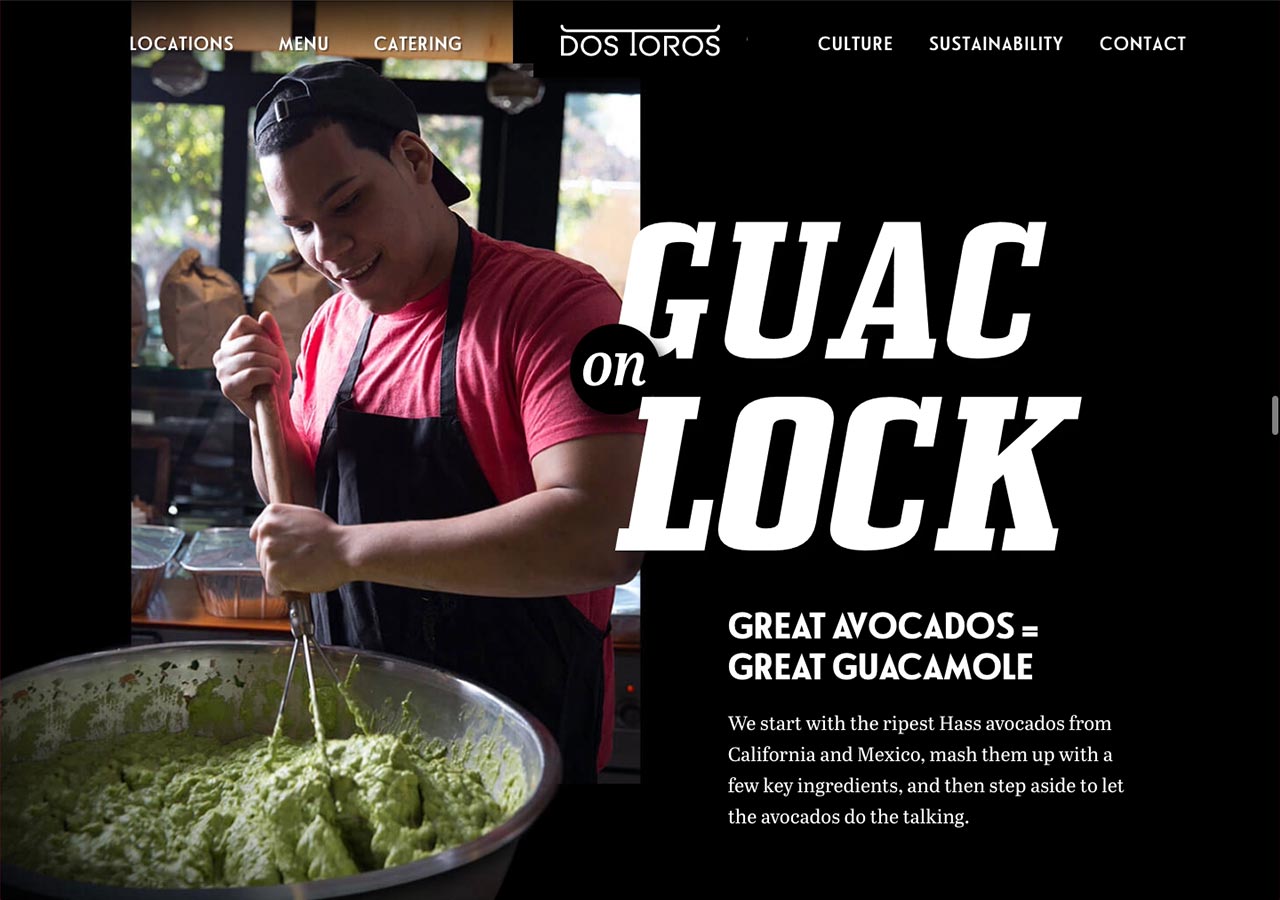 LOCATIONS
MENU
CATERING
DOS TOROS
CULTURE
SUSTAINABILITY
CONTACT
GUAC
on
LOCK
GREAT AVOCADOS =
GREAT GUACAMOLE
We start with the ripest Hass avocados from
California and Mexico, mash them up with a
few key ingredients, and then step aside to let
the avocados do the talking.